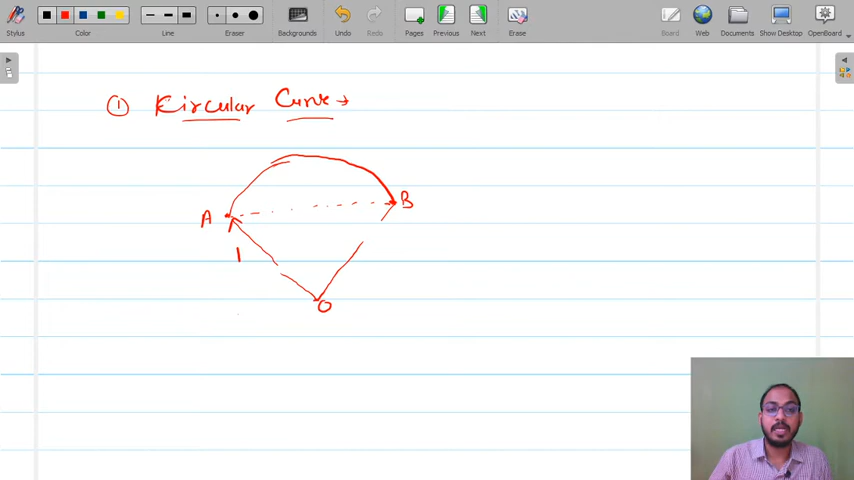 Stylus Color Line Eraser Backgrounds Undo Redo Pages Previous Next Erase Board Web Documents Show Desktop OpenBoard
① Circular Curve →
A
B
O